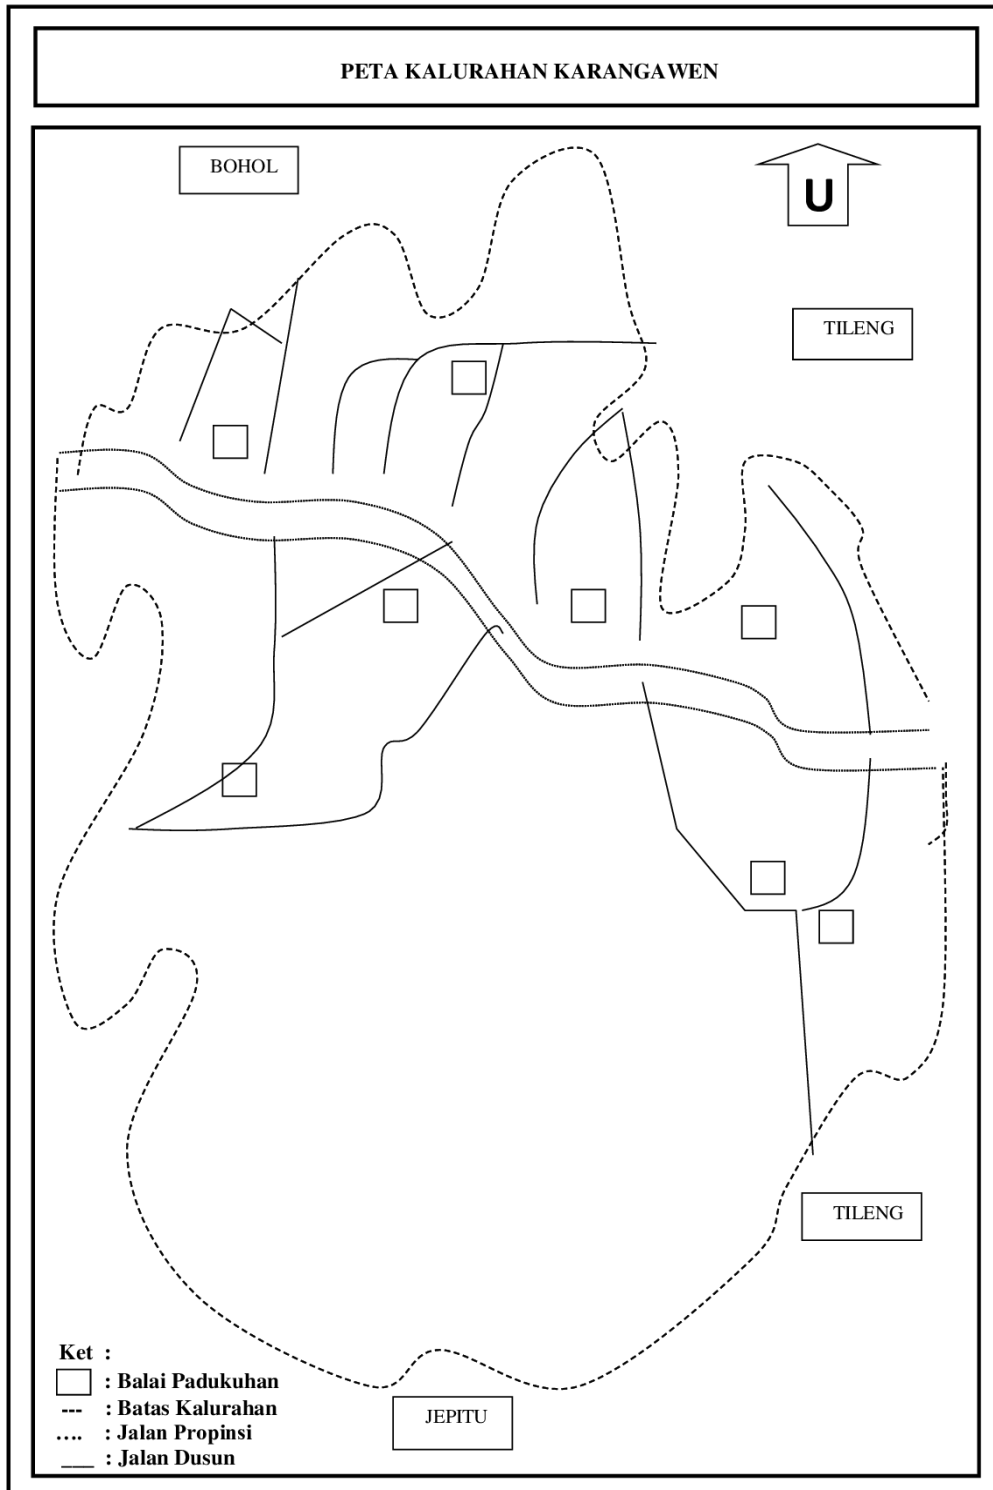 PETA KALURAHAN KARANGAWEN
BOHOL
U
TILENG
TILENG
JEPITU
Ket :
: Balai Padukuhan
--- : Batas Kalurahan
.... : Jalan Propinsi
___ : Jalan Dusun